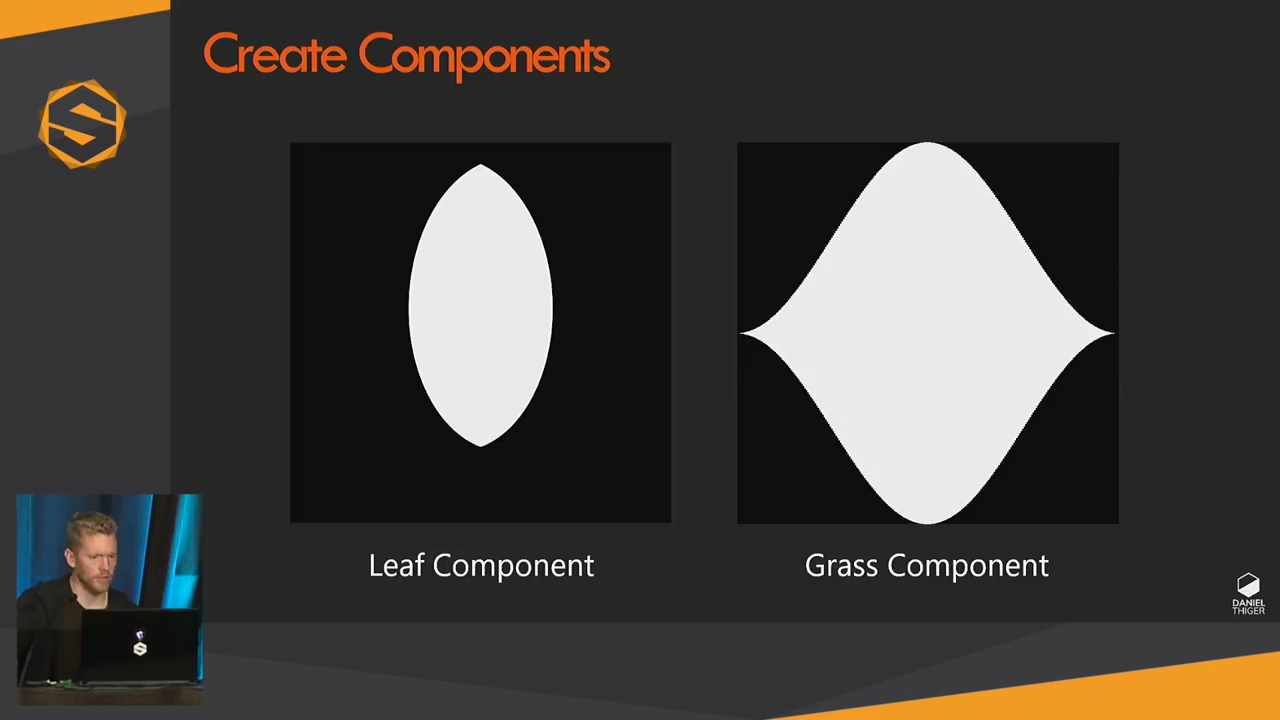 Create Components
Leaf Component
Grass Component
DANIEL
THIGER